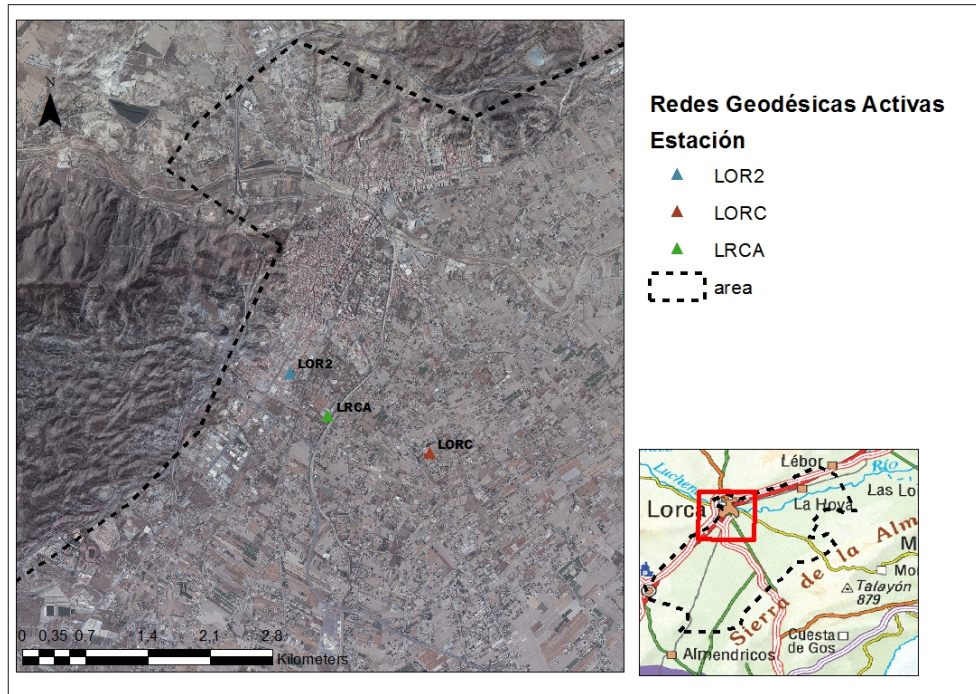 N
LOR2
LRCA
LORC
0 0,35 0.7 1.4 2.1 2.8
Kilometers
Redes Geodésicas Activas
Estación
LOR2
LORC
LRCA
area
Lébor
Luchena
Río
Lorca
La Hoya
Las Lo
Sierra de la Alm
M
Mo
Talayón
879
Cuesta
de Gos
Almendricos